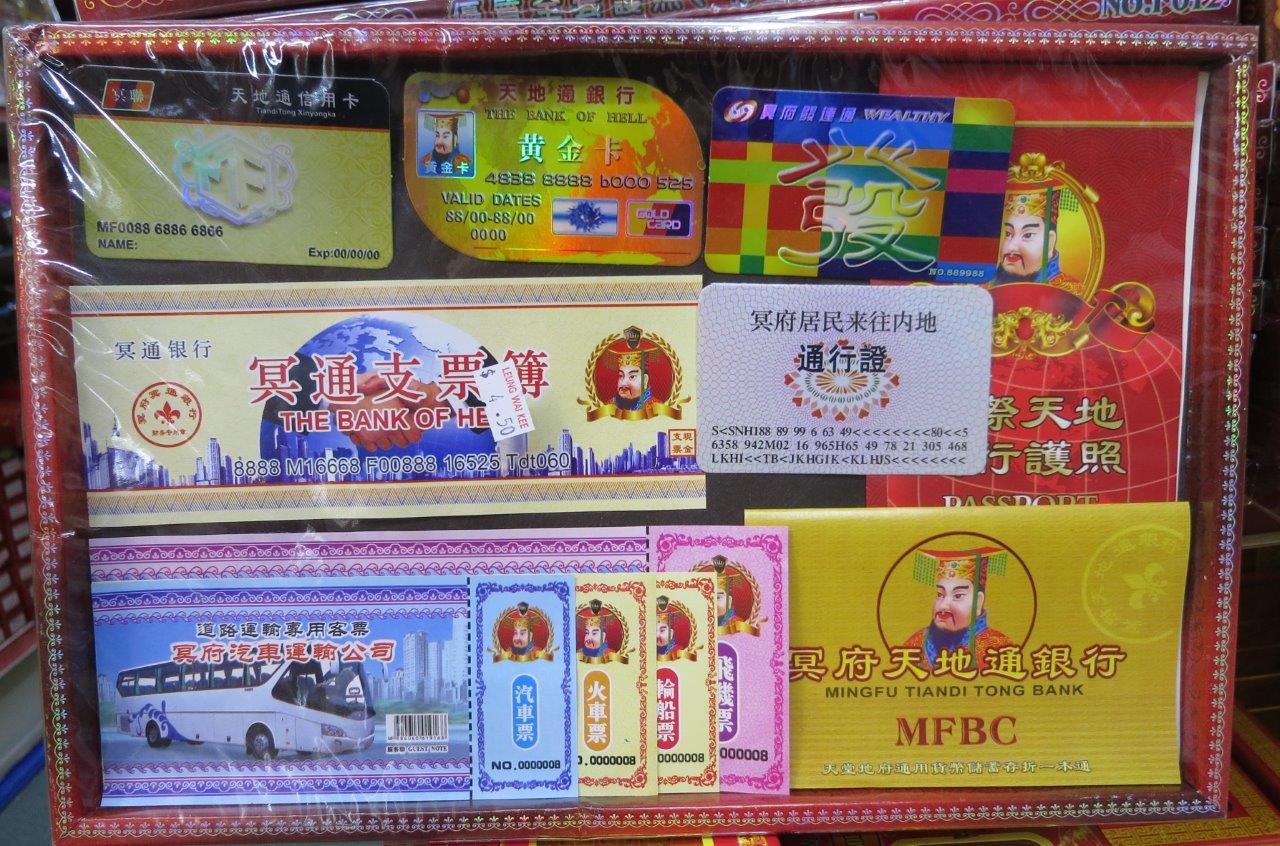 NO.F012
冥聯
天地通信用卡
TiandiTong Xinyongka
MF0088 6886 6866
NAME:
Exp:00/00/00
天地通銀行
THE BANK OF HELL
黄金卡
黄金卡
4838 8888 6000 525
VALID DATES
88/00-88/00
0000
GOLD
CARD
冥府關達通 WEALTHY
發
NO.889988
冥通银行
冥通支票簿
THE BANK OF HE
$4.50
LEUNG WAI KEE
8888 M16668 F00888 16525 Tdt060
冥府居民来往内地
通行證
S<SNH188 89 99 6 63 49<<<<<<<<80<<5
6358 942M02 16 965H65 49 78 21 305 468
LKHI<<TB<JKHGIK<KLHJS<<<<<<<<<
際天地
行護照
PASSPORT
道路運輸專用客票
冥府汽車運輸公司
GUEST NOTE
汽車票
NO.0000008
火車票
.0000008
輪船票
000008
飛機票
000008
冥府天地通銀行
MINGFU TIANDI TONG BANK
MFBC
天堂地府通用貨幣儲蓄存折一本通